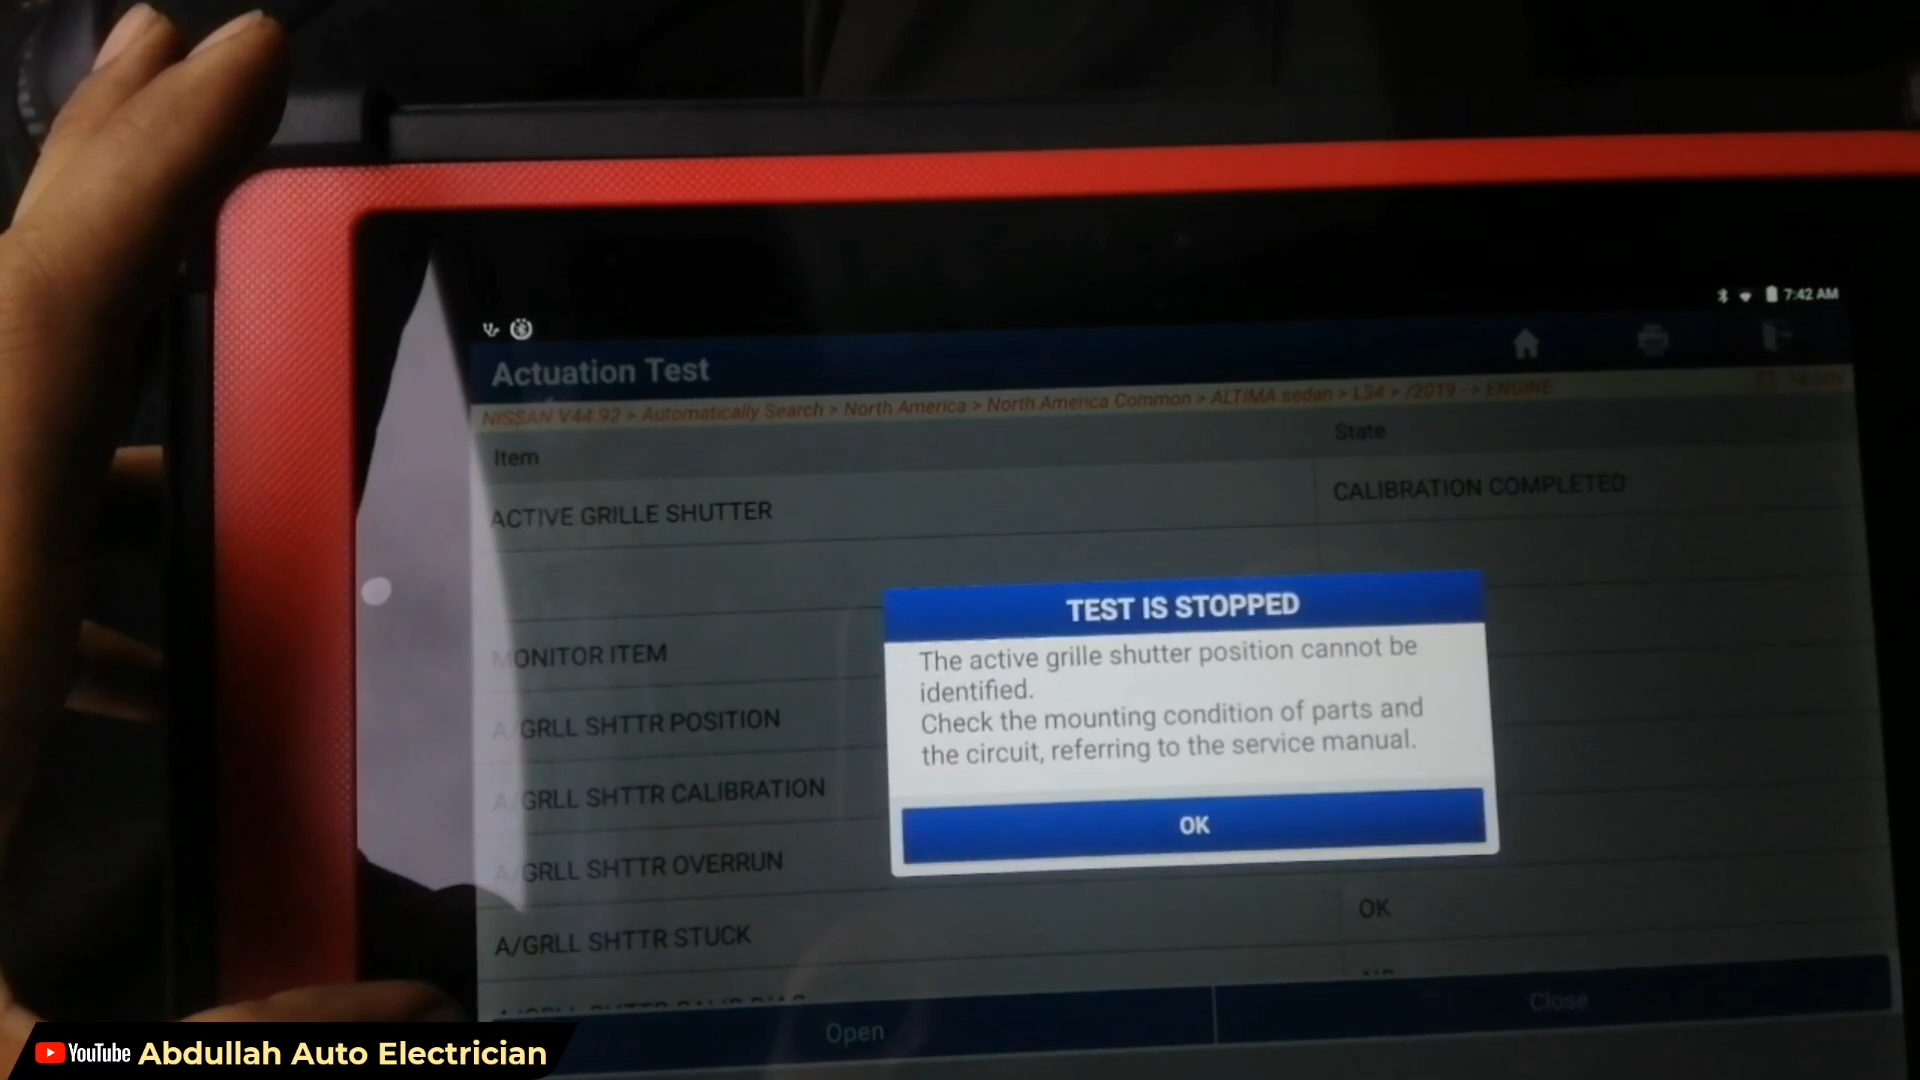 7:42 AM
Actuation Test
NISSAN V44.92 > Automatically Search > North America > North America Common > ALTIMA sedan > L34 > /2019 - > ENGINE
Item
State
ACTIVE GRILLE SHUTTER
CALIBRATION COMPLETED
MONITOR ITEM
A/GRLL SHTTR POSITION
A/GRLL SHTTR CALIBRATION
A/GRLL SHTTR OVERRUN
A/GRLL SHTTR STUCK
OK
TEST IS STOPPED
The active grille shutter position cannot be
identified.
Check the mounting condition of parts and
the circuit, referring to the service manual.
OK
Open
Close
YouTube Abdullah Auto Electrician